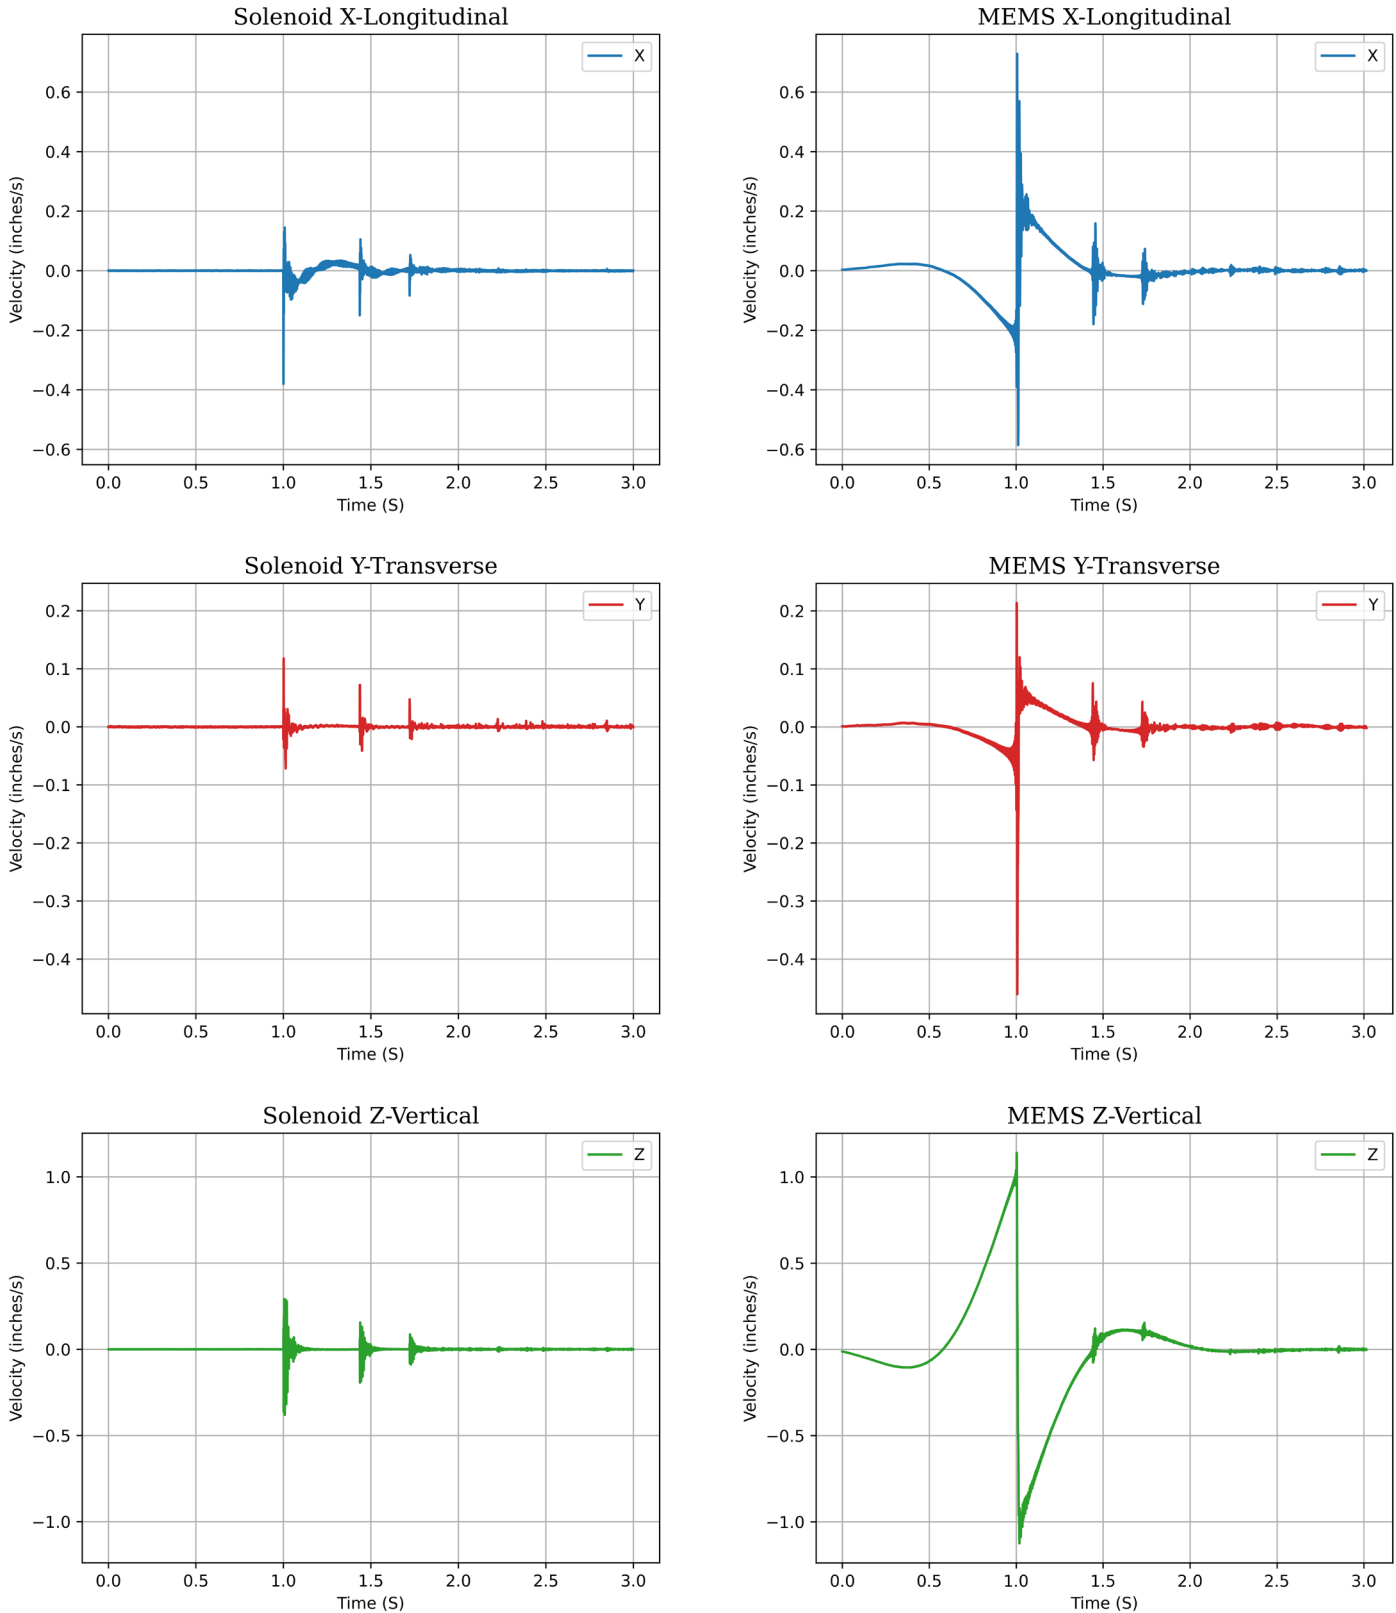 Solenoid X-Longitudinal
X
Velocity (inches/s)
0.6
0.4
0.2
0.0
−0.2
−0.4
−0.6
0.0 0.5 1.0 1.5 2.0 2.5 3.0
Time (S)
MEMS X-Longitudinal
X
Velocity (inches/s)
0.6
0.4
0.2
0.0
−0.2
−0.4
−0.6
0.0 0.5 1.0 1.5 2.0 2.5 3.0
Time (S)
Solenoid Y-Transverse
Y
Velocity (inches/s)
0.2
0.1
0.0
−0.1
−0.2
−0.3
−0.4
0.0 0.5 1.0 1.5 2.0 2.5 3.0
Time (S)
MEMS Y-Transverse
Y
Velocity (inches/s)
0.2
0.1
0.0
−0.1
−0.2
−0.3
−0.4
0.0 0.5 1.0 1.5 2.0 2.5 3.0
Time (S)
Solenoid Z-Vertical
Z
Velocity (inches/s)
1.0
0.5
0.0
−0.5
−1.0
0.0 0.5 1.0 1.5 2.0 2.5 3.0
Time (S)
MEMS Z-Vertical
Z
Velocity (inches/s)
1.0
0.5
0.0
−0.5
−1.0
0.0 0.5 1.0 1.5 2.0 2.5 3.0
Time (S)